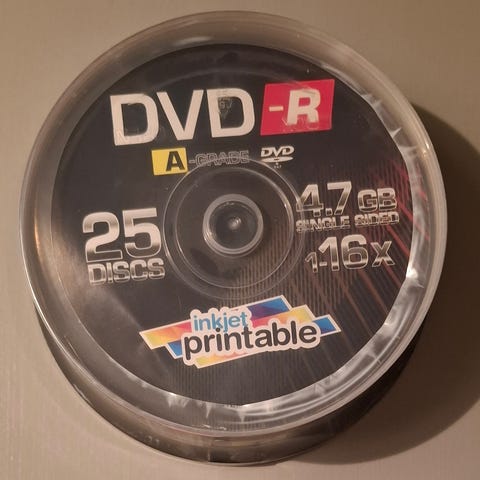 DVD-R
A-GRADE DVD
25 DISCS
4.7 GB
SINGLE SIDED
1-16x
inkjet
printable